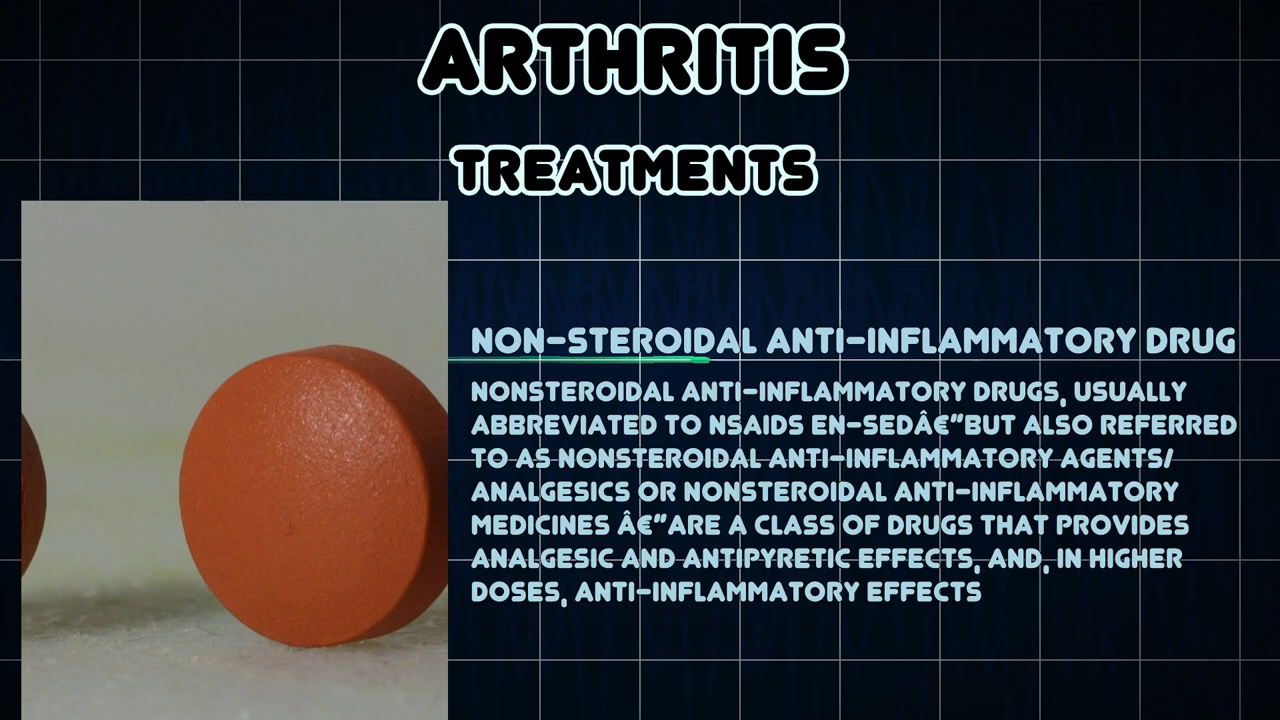 ARTHRITIS
TREATMENTS
NON-STEROIDAL ANTI-INFLAMMATORY DRUG
NONSTEROIDAL ANTI-INFLAMMATORY DRUGS, USUALLY
ABBREVIATED TO NSAIDS EN-SEDÂ€"BUT ALSO REFERRED
TO AS NONSTEROIDAL ANTI-INFLAMMATORY AGENTS/
ANALGESICS OR NONSTEROIDAL ANTI-INFLAMMATORY
MEDICINES Â€"ARE A CLASS OF DRUGS THAT PROVIDES
ANALGESIC AND ANTIPYRETIC EFFECTS, AND, IN HIGHER
DOSES, ANTI-INFLAMMATORY EFFECTS